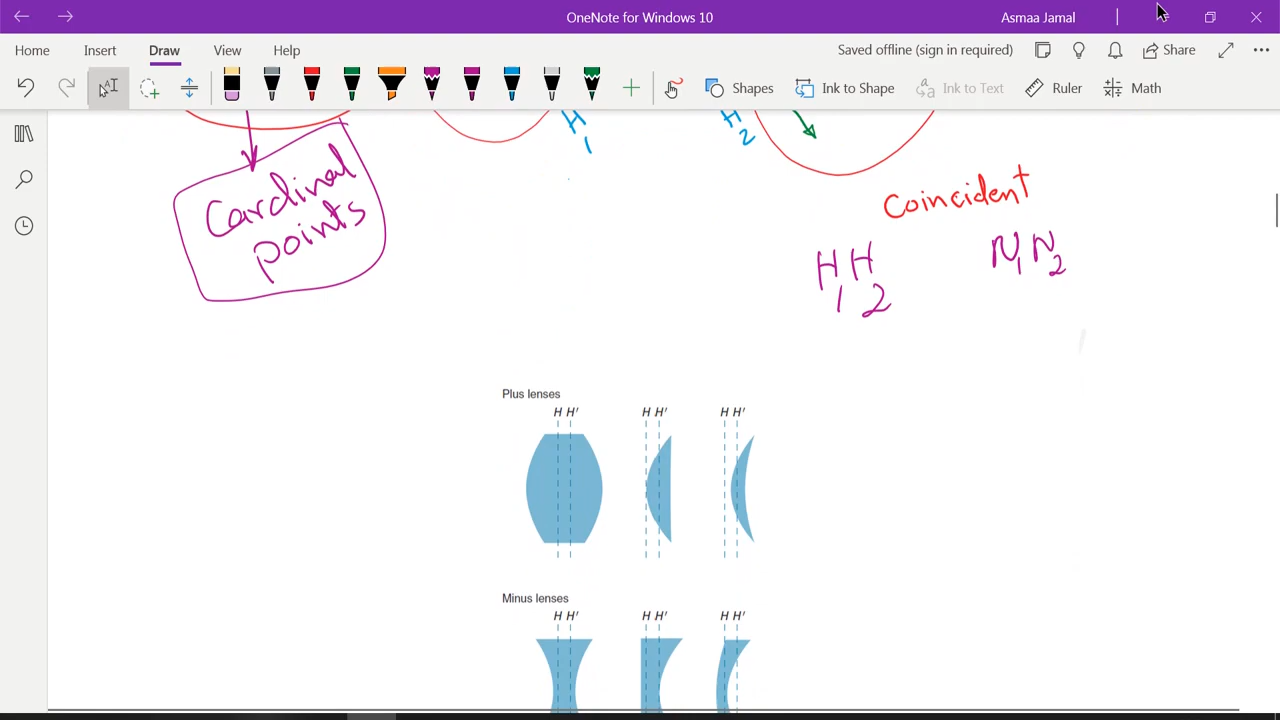 OneNote for Windows 10
Asmaa Jamal
Home Insert Draw View Help
Saved offline (sign in required) Share
Shapes Ink to Shape Ink to Text Ruler Math
H1
H2
Cardinal
points
Coincident
H1 H2
N1 N2
Plus lenses
H H' H H' H H'
Minus lenses
H H' H H' H H'